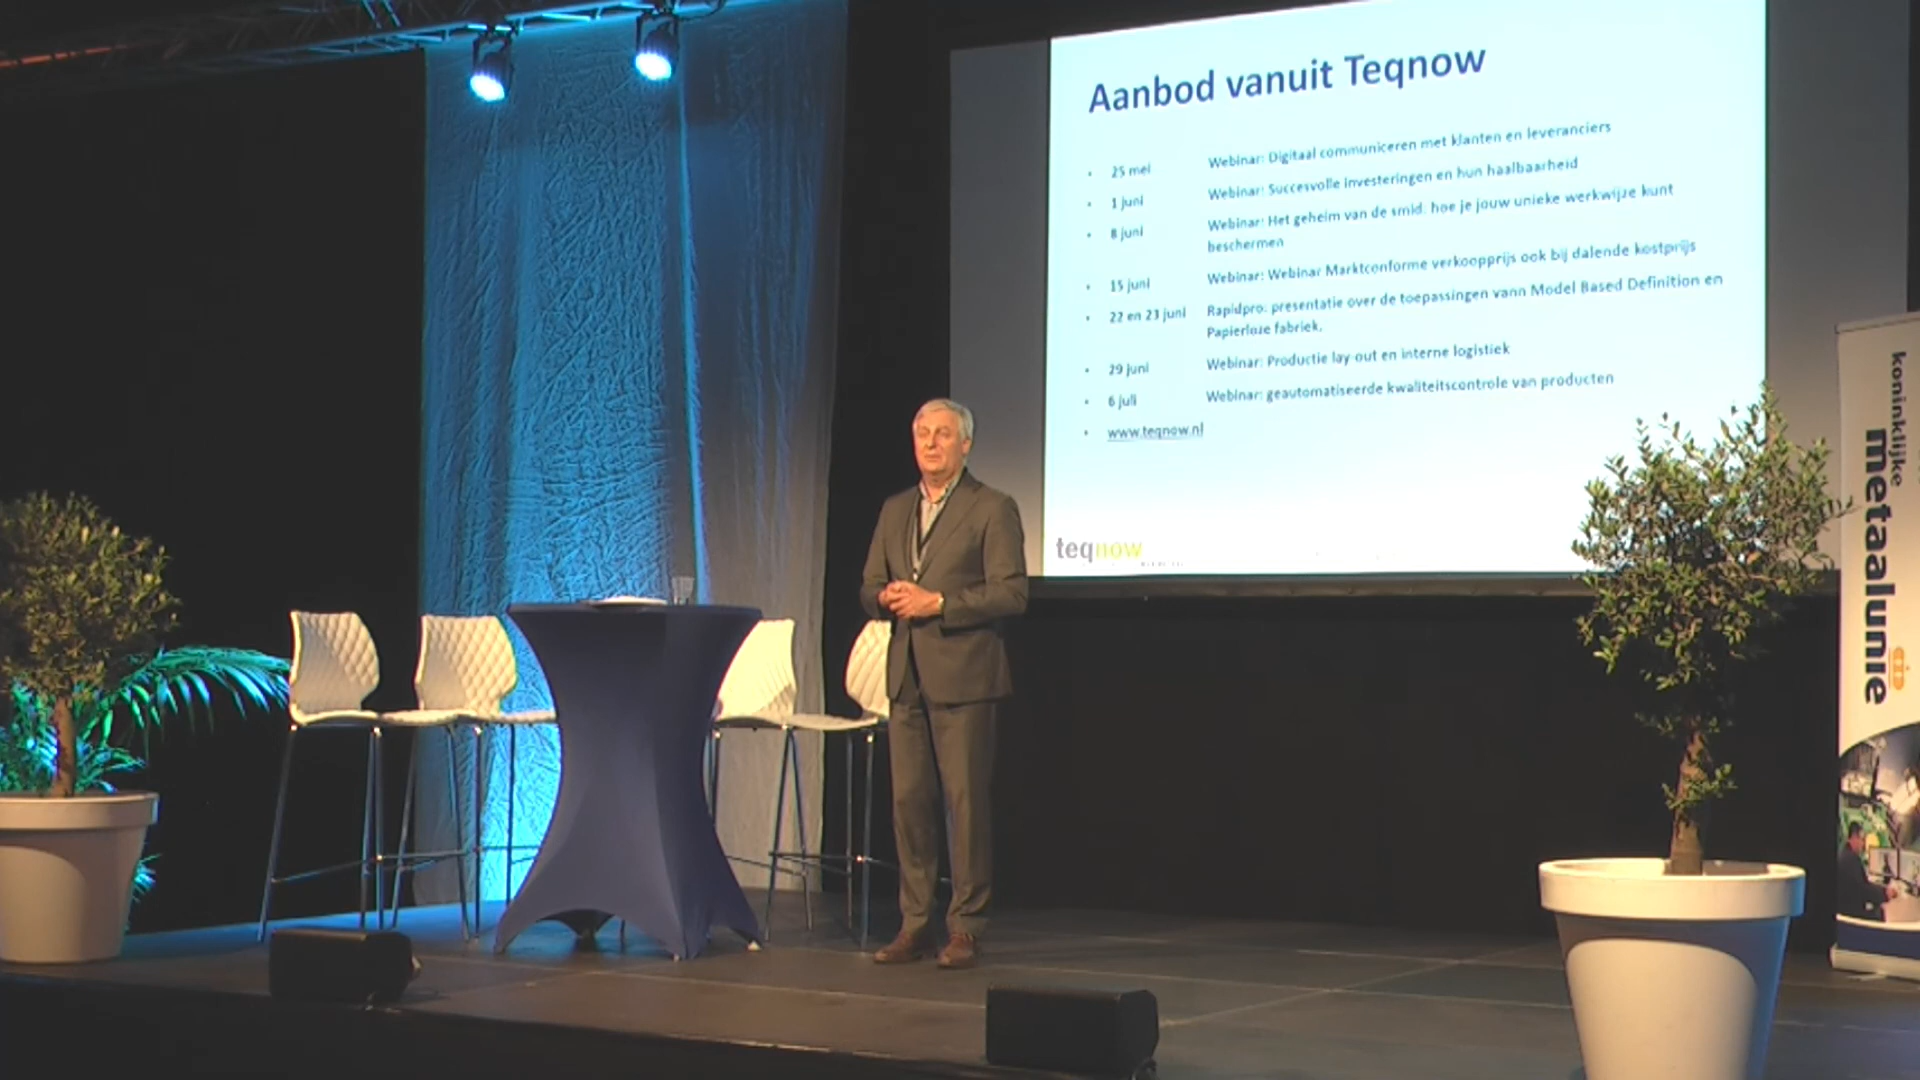 Aanbod vanuit Teqnow
• 25 mei Webinar: Digitaal communiceren met klanten en leveranciers
• 1 juni Webinar: Succesvolle investeringen en hun haalbaarheid
• 8 juni Webinar: Het geheim van de smid: hoe je jouw unieke werkwijze kunt
beschermen
• 15 juni Webinar: Webinar Marktconforme verkoopprijs ook bij dalende kostprijs
• 22 en 23 juni Rapidpro: presentatie over de toepassingen vann Model Based Definition en
Papierloze fabriek.
• 29 juni Webinar: Productie lay out en interne logistiek
• 6 juli Webinar: geautomatiseerde kwaliteitscontrole van producten
• www.teqnow.nl
teqnow
koninklijke
metaalunie